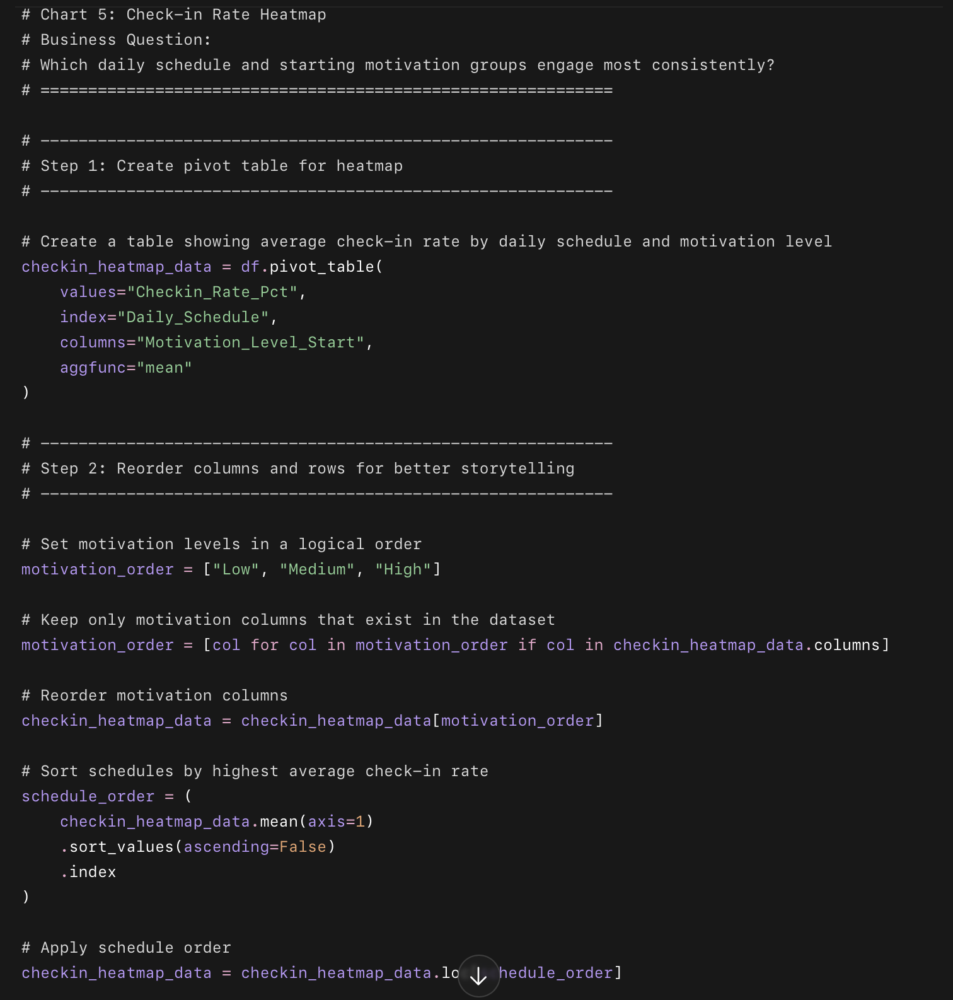 # Chart 5: Check-in Rate Heatmap
# Business Question:
# Which daily schedule and starting motivation groups engage most consistently?
# ============================================================
# ------------------------------------------------------------
# Step 1: Create pivot table for heatmap
# ------------------------------------------------------------
# Create a table showing average check-in rate by daily schedule and motivation level
checkin_heatmap_data = df.pivot_table(
    values="Checkin_Rate_Pct",
    index="Daily_Schedule",
    columns="Motivation_Level_Start",
    aggfunc="mean"
)
# ------------------------------------------------------------
# Step 2: Reorder columns and rows for better storytelling
# ------------------------------------------------------------
# Set motivation levels in a logical order
motivation_order = ["Low", "Medium", "High"]
# Keep only motivation columns that exist in the dataset
motivation_order = [col for col in motivation_order if col in checkin_heatmap_data.columns]
# Reorder motivation columns
checkin_heatmap_data = checkin_heatmap_data[motivation_order]
# Sort schedules by highest average check-in rate
schedule_order = (
    checkin_heatmap_data.mean(axis=1)
    .sort_values(ascending=False)
    .index
)
# Apply schedule order
checkin_heatmap_data = checkin_heatmap_data.lo hedule_order]